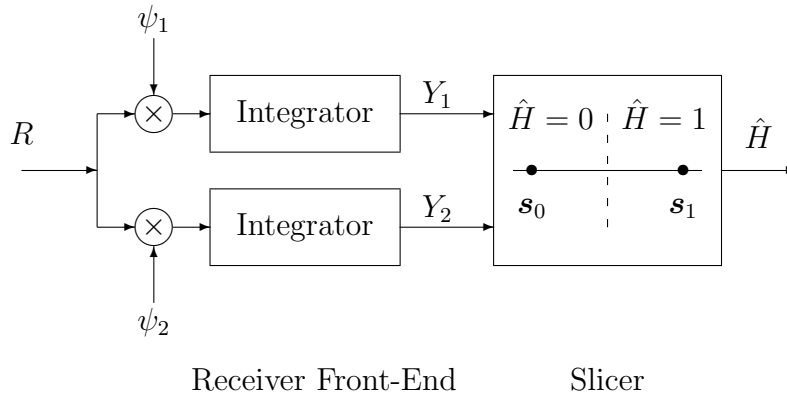 ψ₁
Integrator
Y₁
Ĥ = 0
Ĥ = 1
R
Ĥ
s₀
s₁
Integrator
Y₂
ψ₂
Receiver Front-End
Slicer